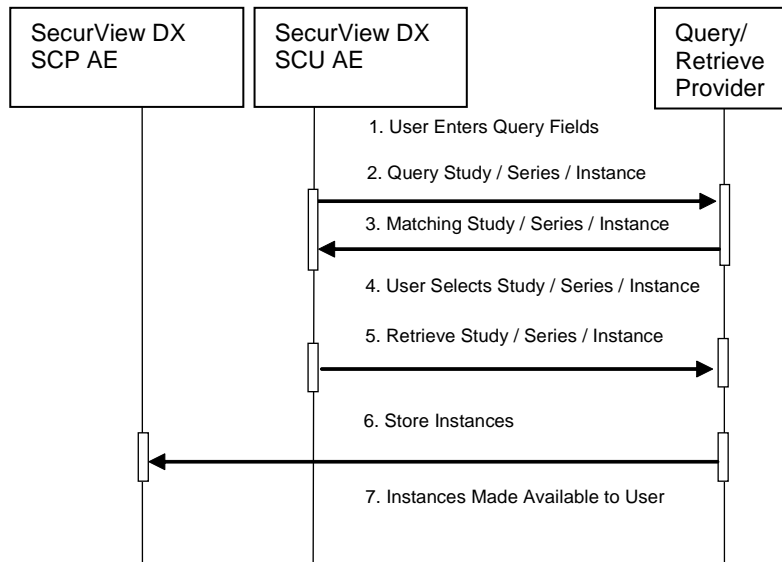 SecurView DX
SCP AE
SecurView DX
SCU AE
Query/
Retrieve
Provider
1. User Enters Query Fields
2. Query Study / Series / Instance
3. Matching Study / Series / Instance
4. User Selects Study / Series / Instance
5. Retrieve Study / Series / Instance
6. Store Instances
7. Instances Made Available to User